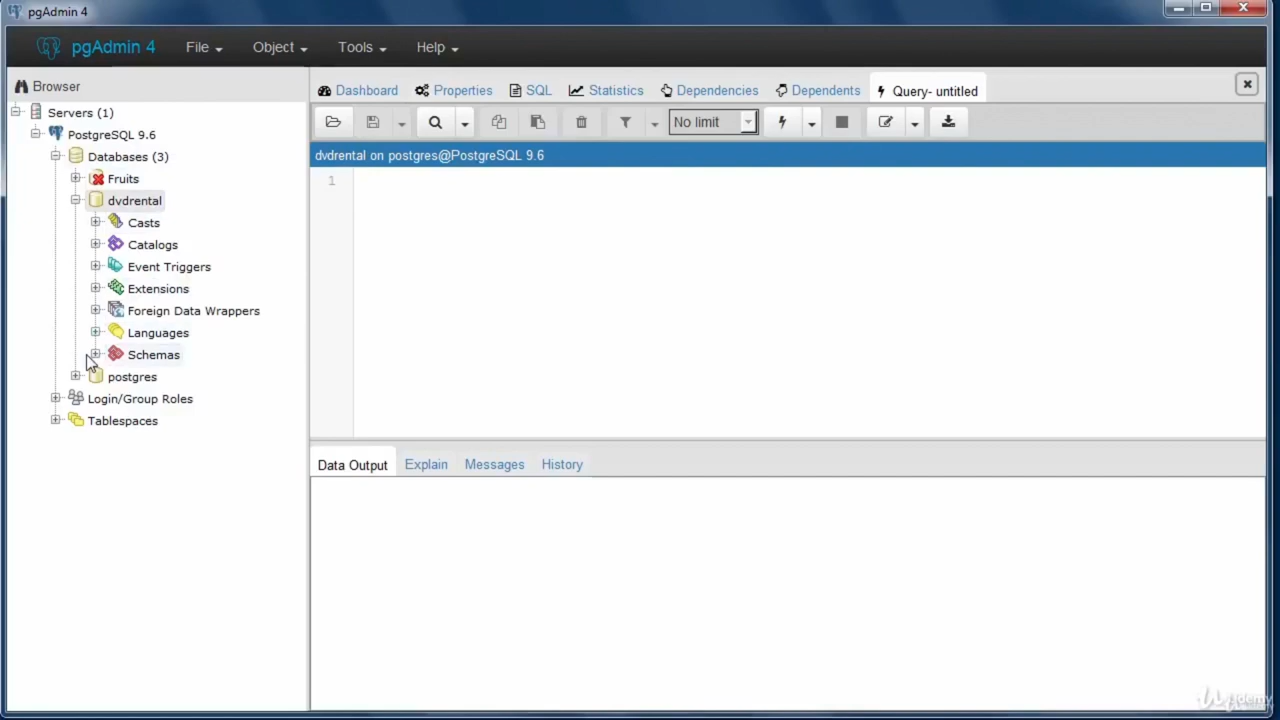 pgAdmin 4
pgAdmin 4 File Object Tools Help
Browser
Dashboard Properties SQL Statistics Dependencies Dependents Query- untitled
Servers (1)
PostgreSQL 9.6
No limit
Databases (3)
dvdrental on postgres@PostgreSQL 9.6
Fruits
1
dvdrental
Casts
Catalogs
Event Triggers
Extensions
Foreign Data Wrappers
Languages
Schemas
postgres
Login/Group Roles
Tablespaces
Data Output Explain Messages History
Udemy